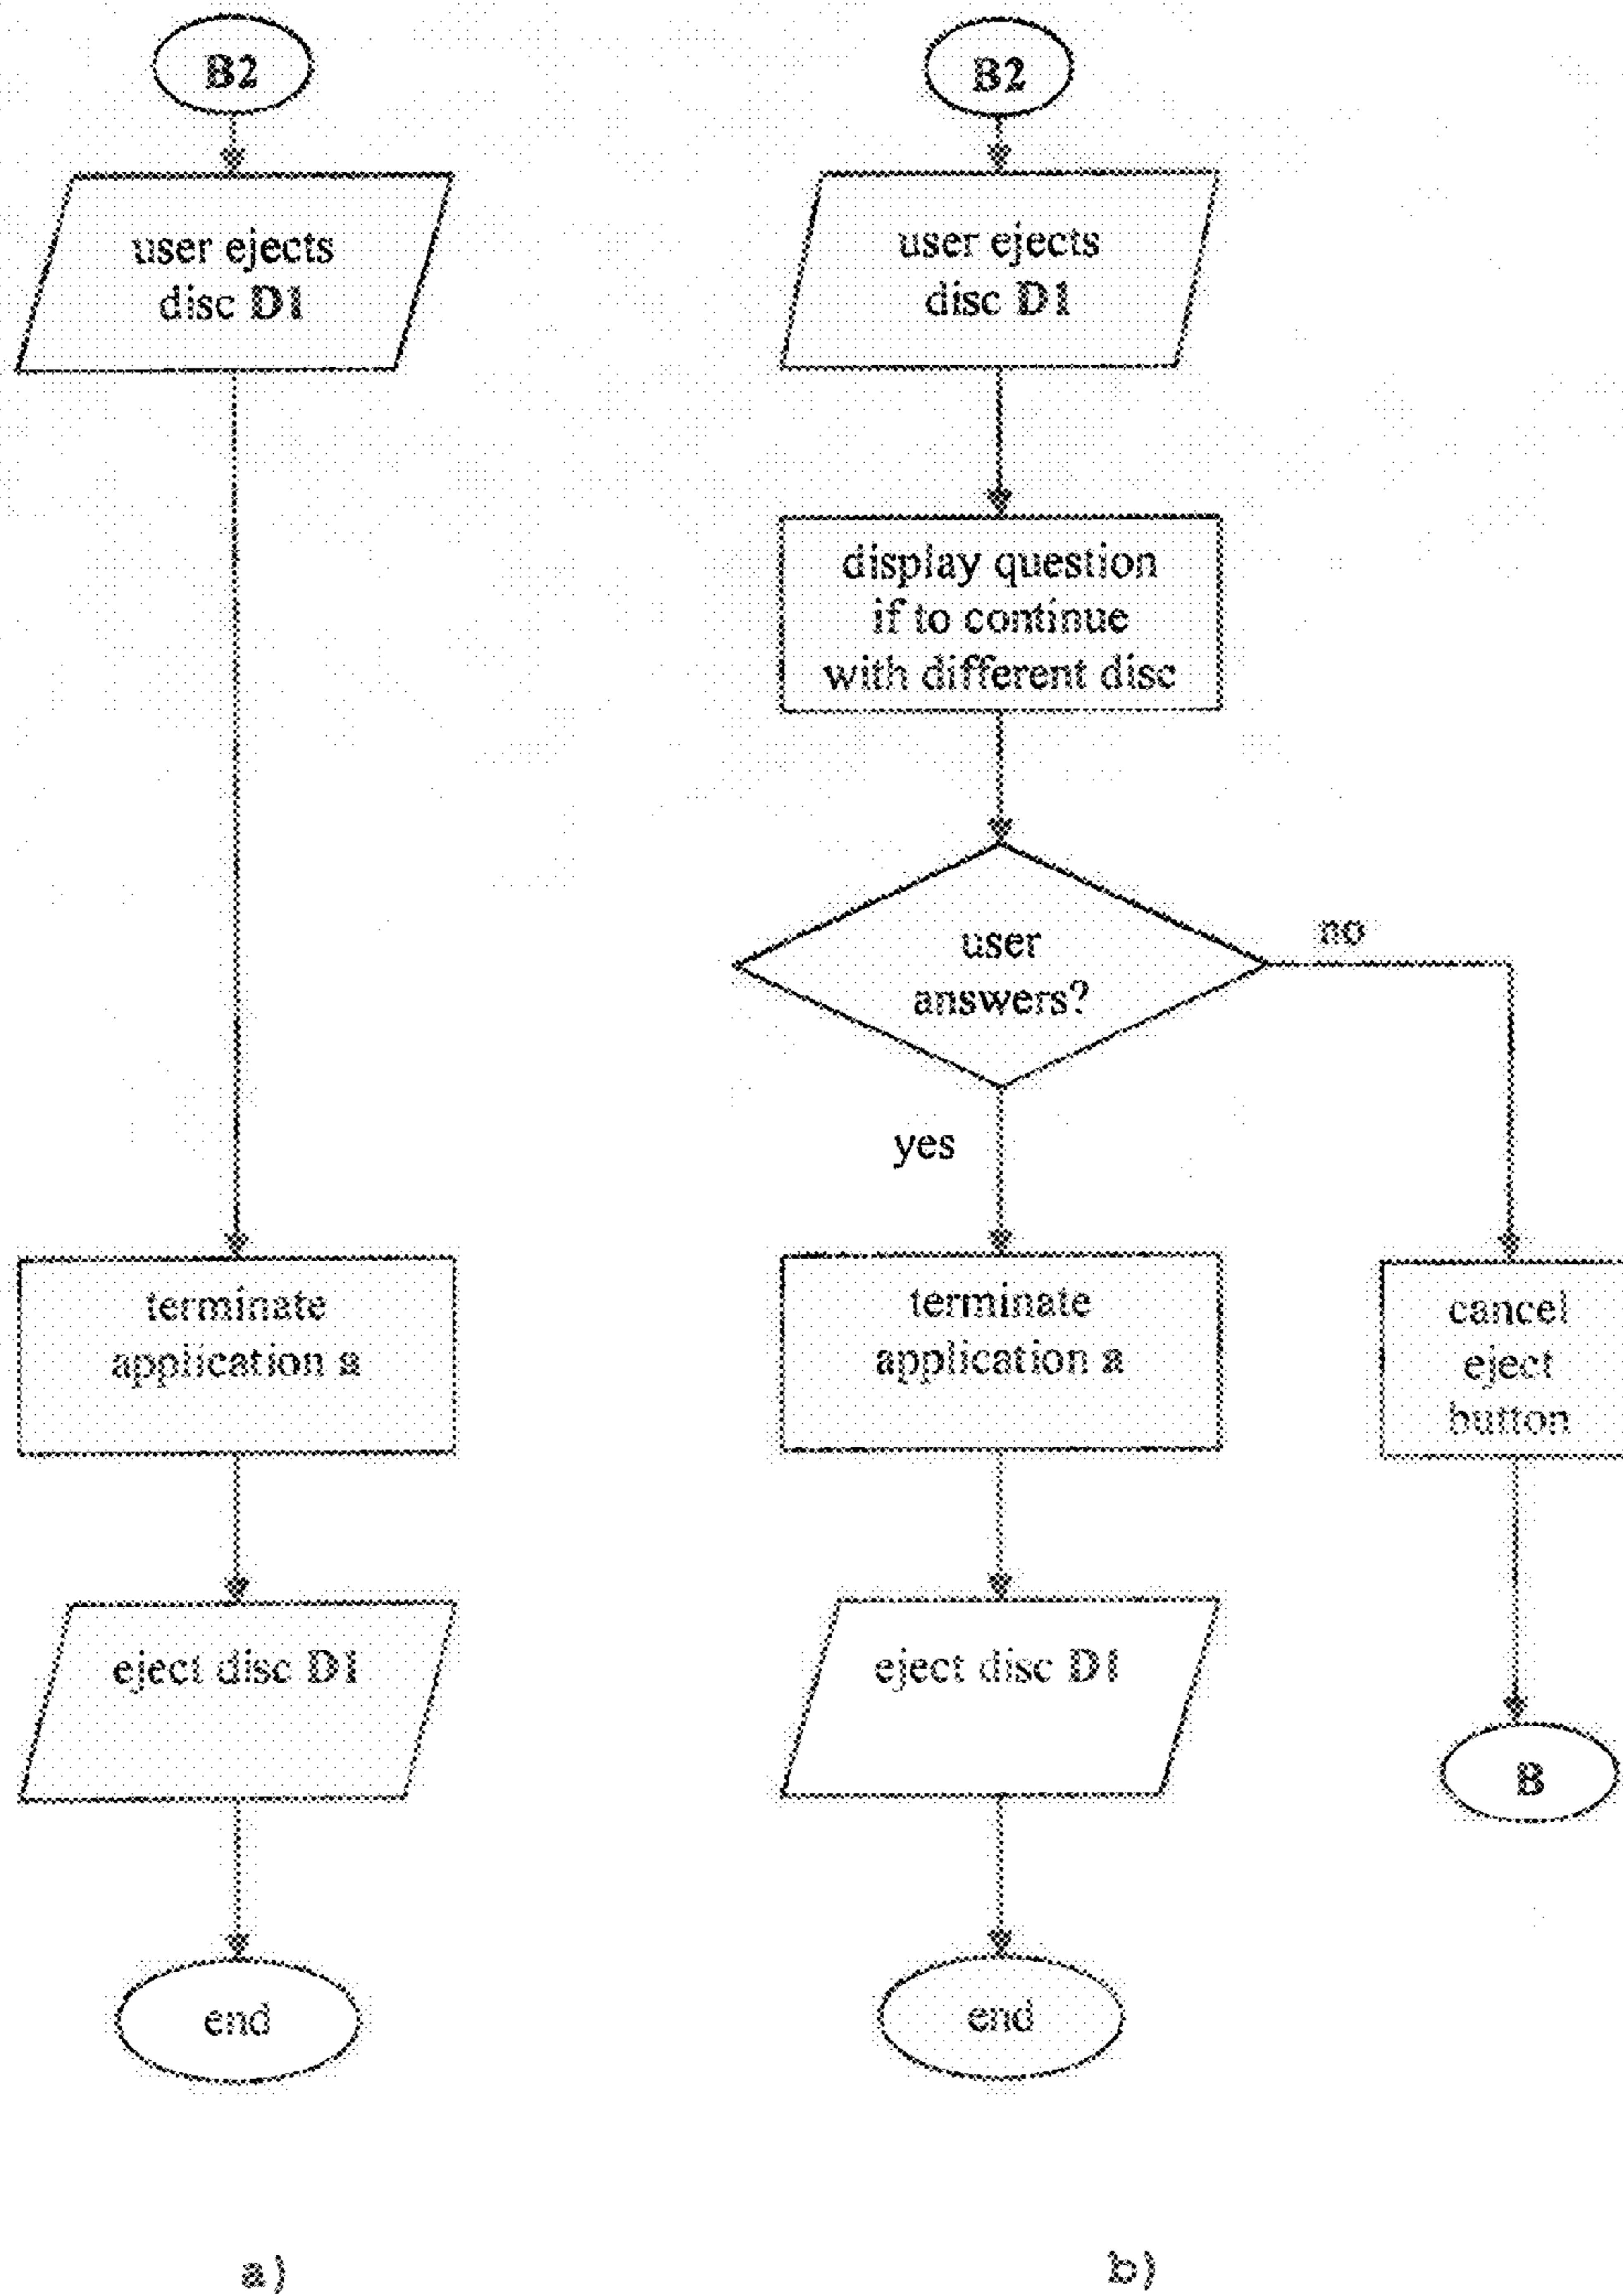 B2
user ejects
disc D1
terminate
application a
eject disc D1
end
a)
B2
user ejects
disc D1
display question
if to continue
with different disc
user
answers?
no
yes
terminate
application a
eject disc D1
end
cancel
eject
button
B
b)